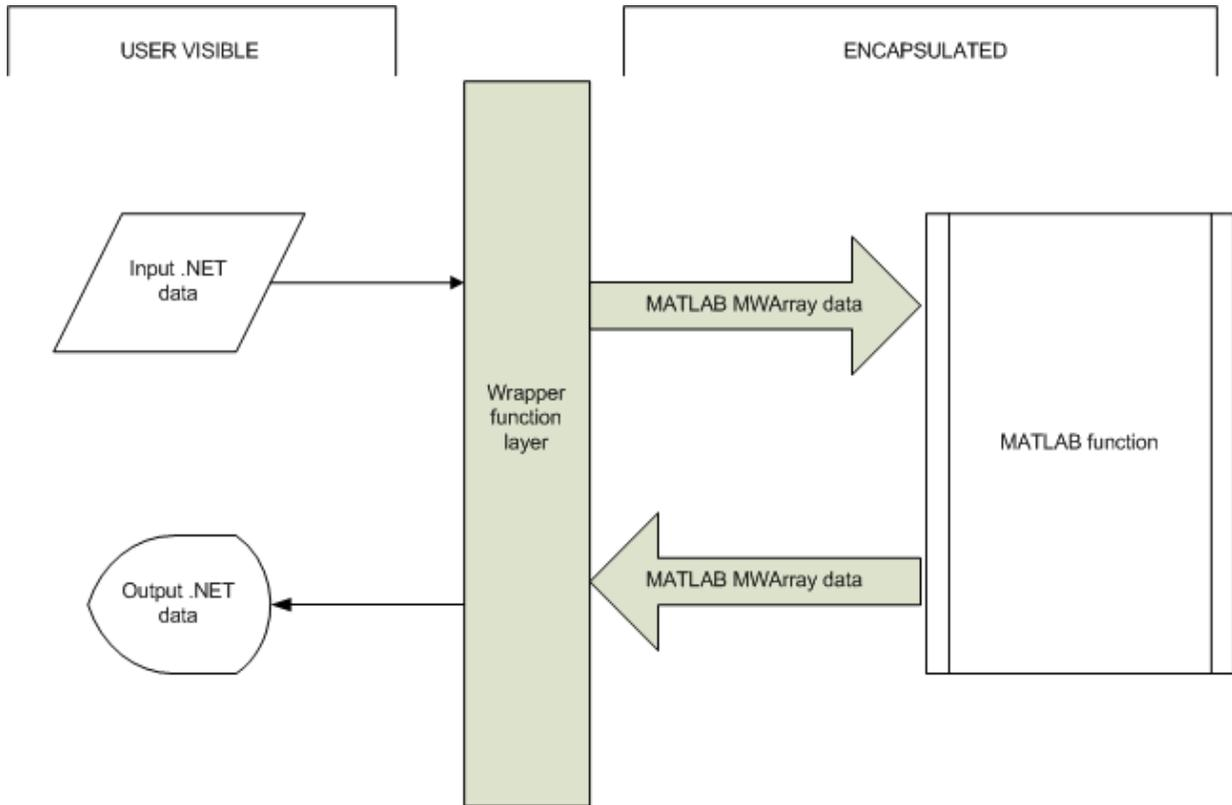 USER VISIBLE
ENCAPSULATED
Input .NET
data
MATLAB MWArray data
Wrapper
function
layer
MATLAB function
Output .NET
data
MATLAB MWArray data